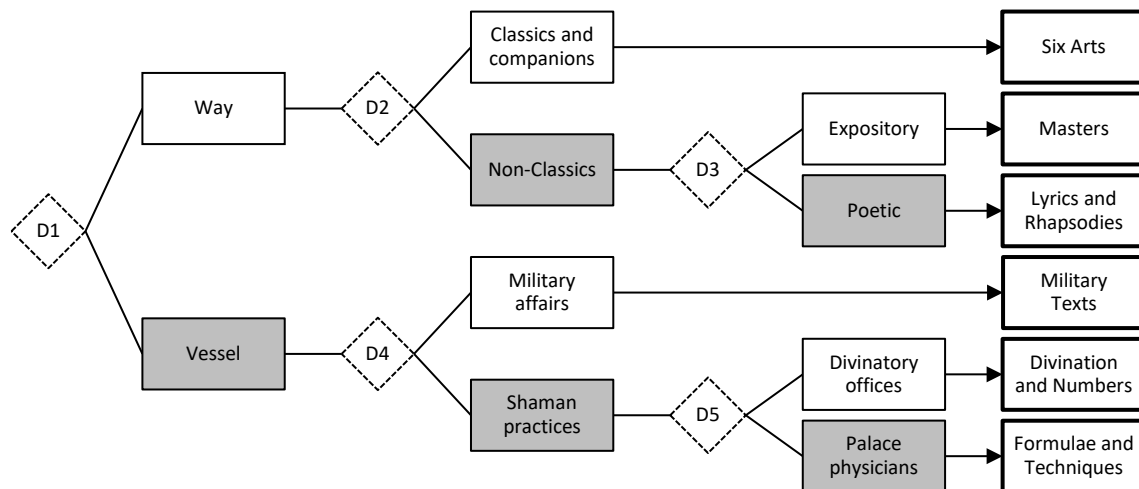 Classics and
companions
Six Arts
Way
D2
Expository
Masters
Non-Classics
D3
Poetic
Lyrics and
Rhapsodies
D1
Military
affairs
Military
Texts
Vessel
D4
Divinatory
offices
Divination
and Numbers
Shaman
practices
D5
Palace
physicians
Formulae and
Techniques